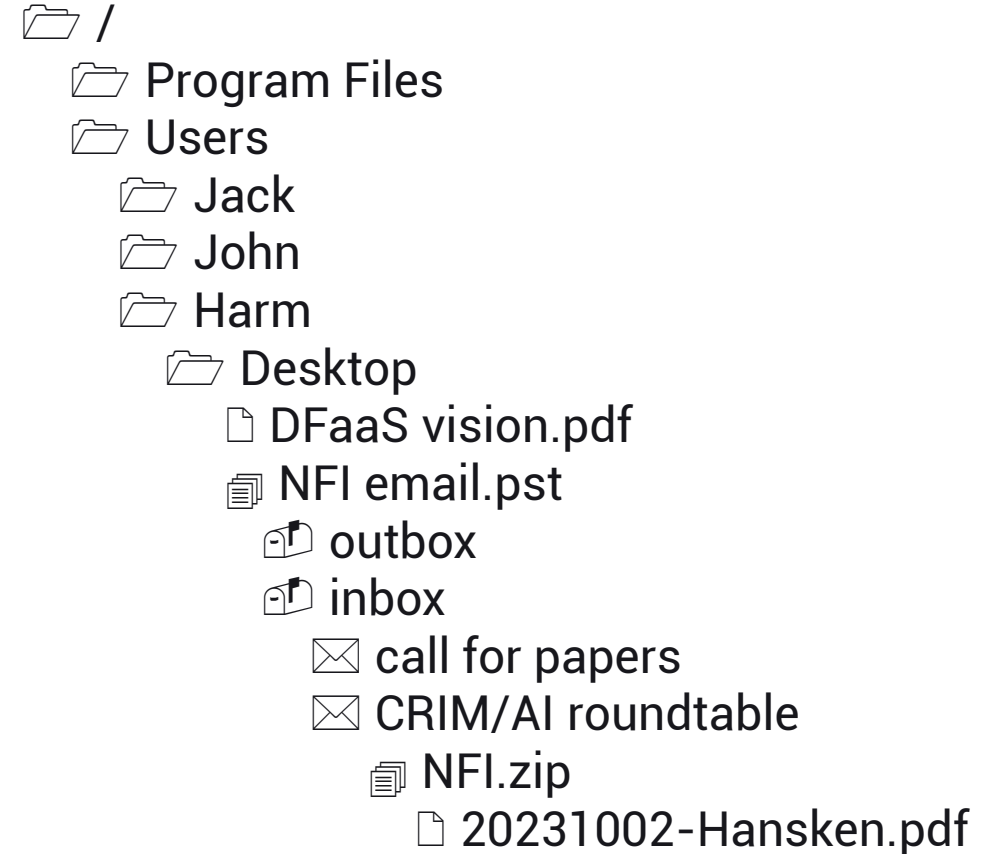 /
Program Files
Users
Jack
John
Harm
Desktop
DFaaS vision.pdf
NFI email.pst
outbox
inbox
call for papers
CRIM/AI roundtable
NFI.zip
20231002-Hansken.pdf